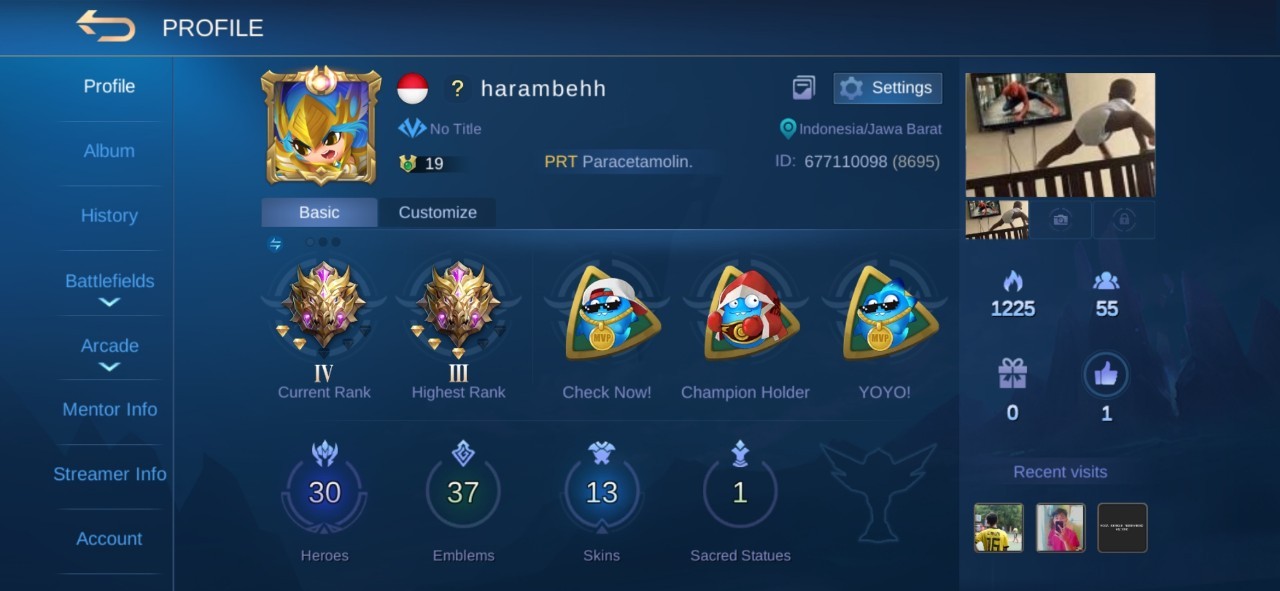 PROFILE
Profile
Album
History
Battlefields
Arcade
Mentor Info
Streamer Info
Account
? harambehh
Settings
No Title
Indonesia/Jawa Barat
19
PRT Paracetamolin.
ID: 677110098 (8695)
Basic
Customize
IV
III
MVP
MVP
Current Rank
Highest Rank
Check Now!
Champion Holder
YOYO!
30
37
13
1
Heroes
Emblems
Skins
Sacred Statues
1225
55
0
1
Recent visits